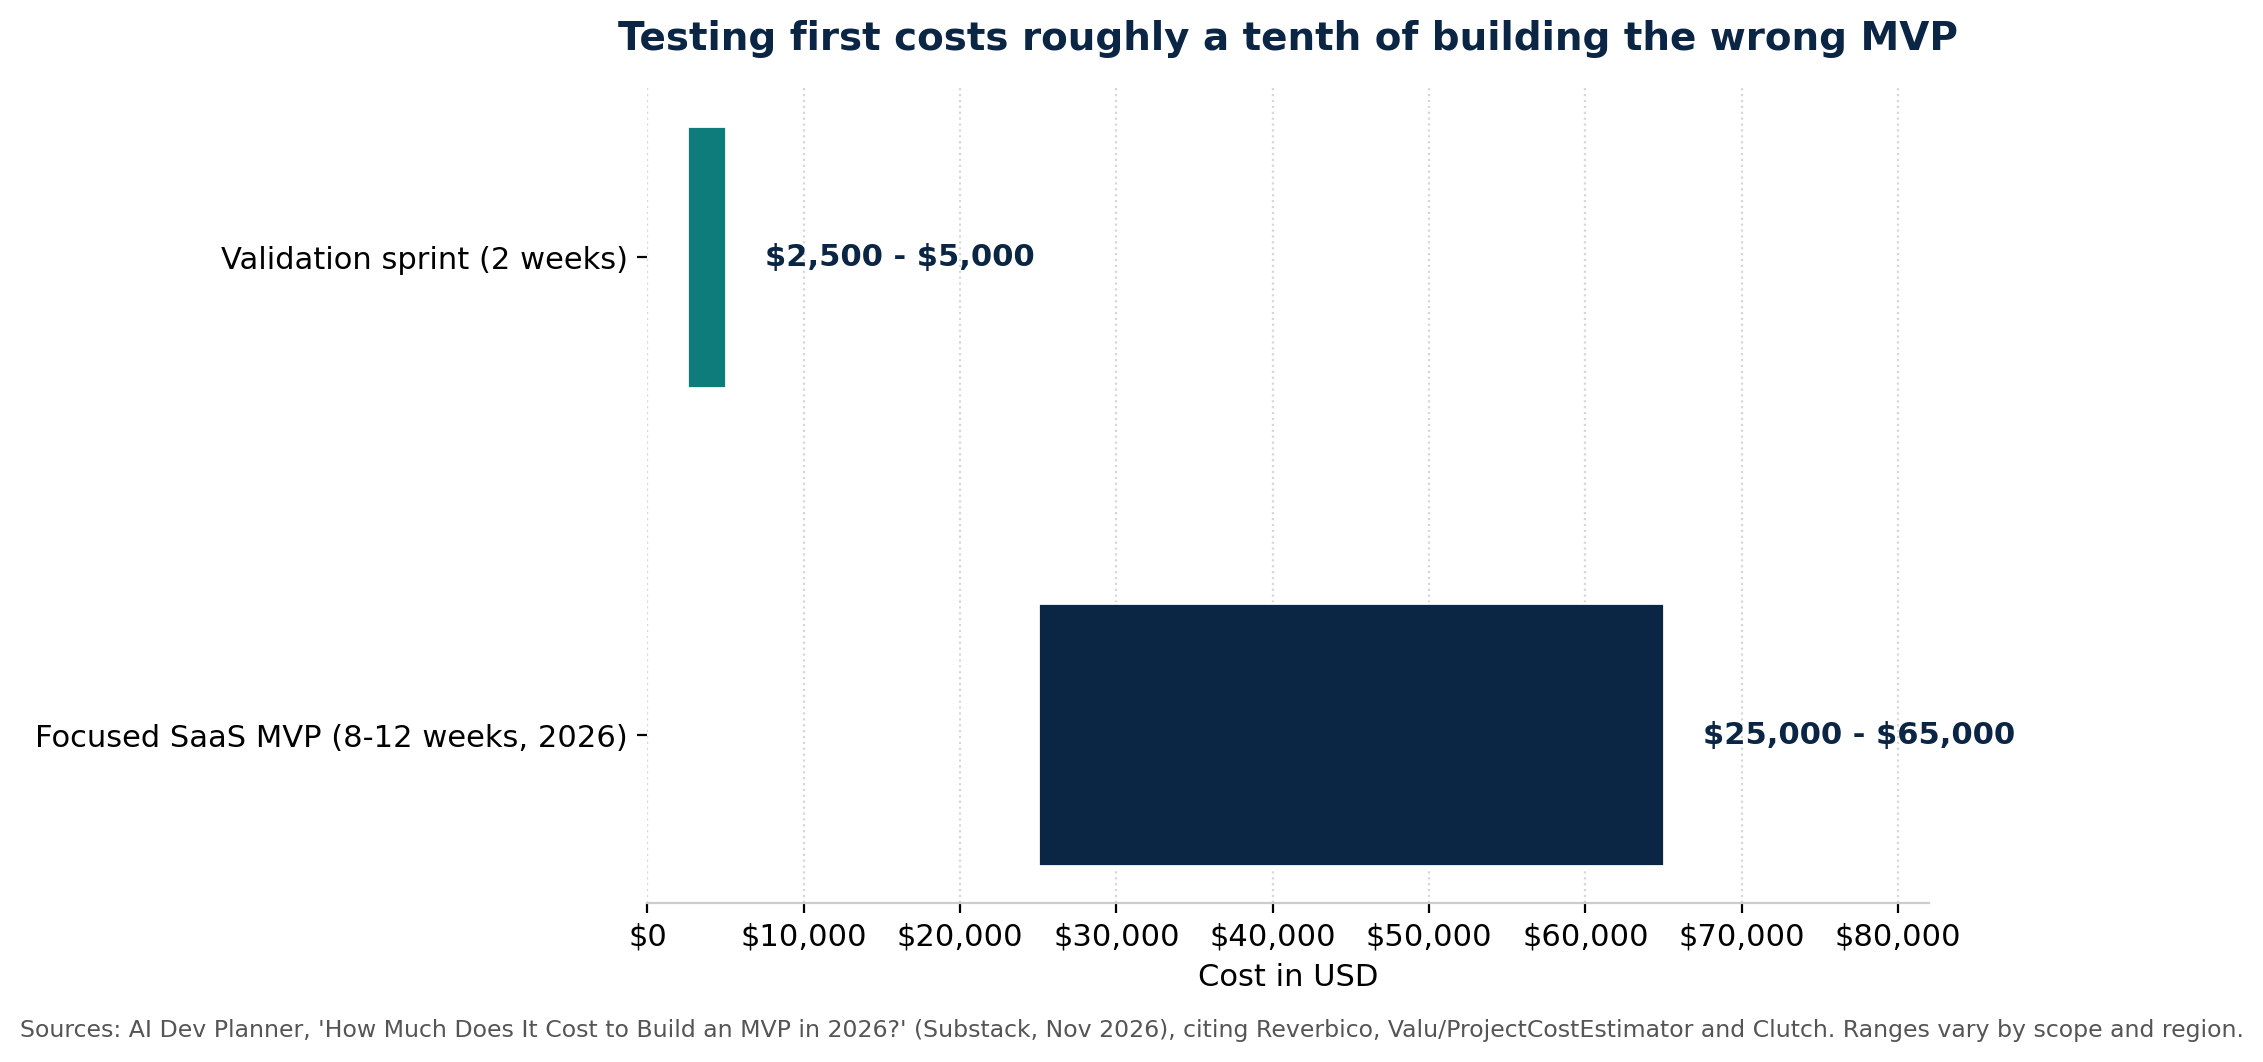 Testing first costs roughly a tenth of building the wrong MVP
Validation sprint (2 weeks)
$2,500 - $5,000
Focused SaaS MVP (8-12 weeks, 2026)
$25,000 - $65,000
$0 $10,000 $20,000 $30,000 $40,000 $50,000 $60,000 $70,000 $80,000
Cost in USD
Sources: AI Dev Planner, 'How Much Does It Cost to Build an MVP in 2026?' (Substack, Nov 2026), citing Reverbico, Valu/ProjectCostEstimator and Clutch. Ranges vary by scope and region.